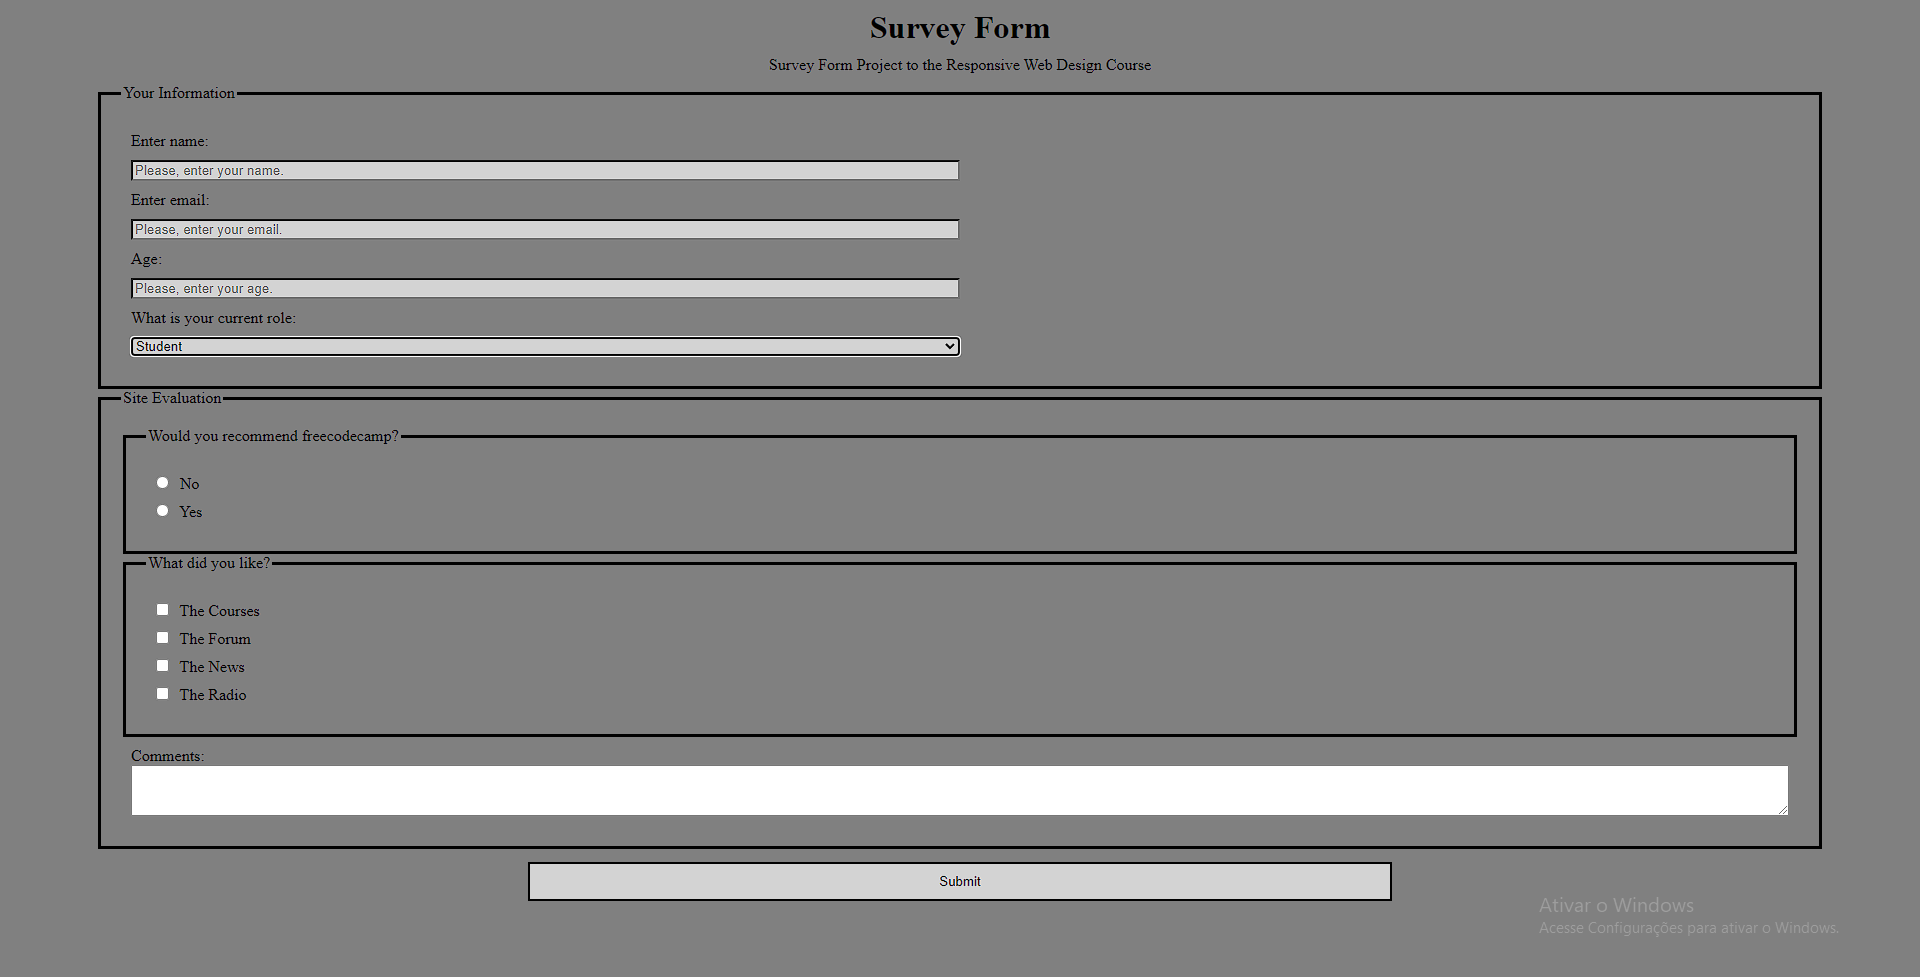 Survey Form
Survey Form Project to the Responsive Web Design Course
Your Information
Enter name:
Please, enter your name.
Enter email:
Please, enter your email.
Age:
Please, enter your age.
What is your current role:
Student
Site Evaluation
Would you recommend freecodecamp?
No
Yes
What did you like?
The Courses
The Forum
The News
The Radio
Comments:
Submit
Ativar o Windows
Acesse Configurações para ativar o Windows.